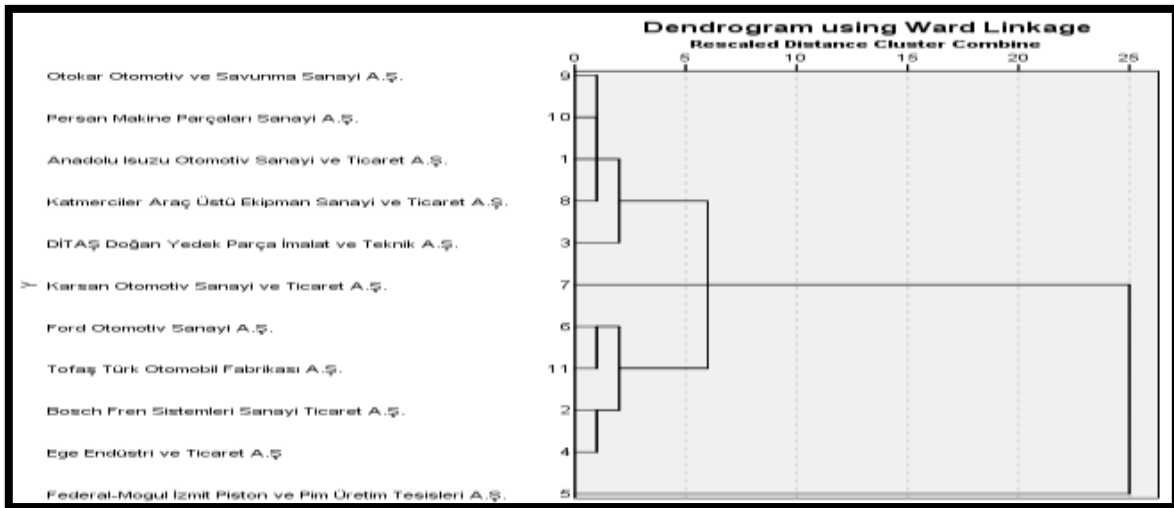 Dendrogram using Ward Linkage
Rescaled Distance Cluster Combine
0 5 10 15 20 25
Otokar Otomotiv ve Savunma Sanayi A.Ş. 9
Persan Makine Parçaları Sanayi A.Ş. 10
Anadolu Isuzu Otomotiv Sanayi ve Ticaret A.Ş. 1
Katmerciler Araç Üstü Ekipman Sanayi ve Ticaret A.Ş. 8
DİTAŞ Doğan Yedek Parça İmalat ve Teknik A.Ş. 3
Y Karsan Otomotiv Sanayi ve Ticaret A.Ş. 7
Ford Otomotiv Sanayi A.Ş. 6
Tofaş Türk Otomobil Fabrikası A.Ş. 11
Bosch Fren Sistemleri Sanayi Ticaret A.Ş. 2
Ege Endüstri ve Ticaret A.Ş 4
Federal-Mogul İzmit Piston ve Pim Üretim Tesisleri A.Ş. 5